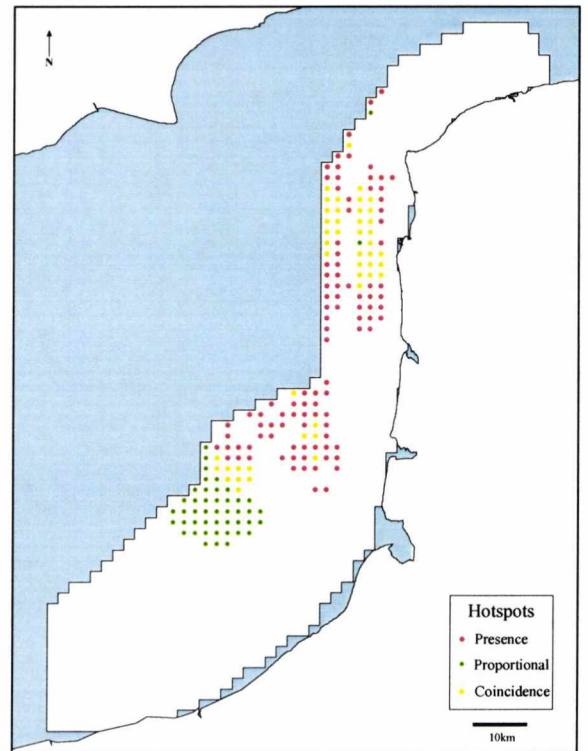 N
Hotspots
Presence
Proportional
Coincidence
10km